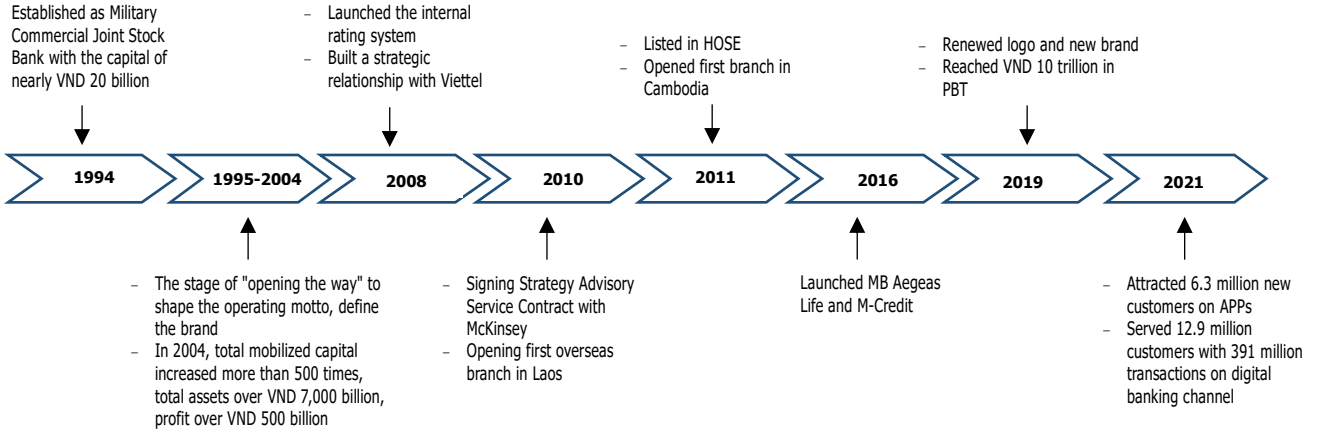 Established as Military
Commercial Joint Stock
Bank with the capital of
nearly VND 20 billion
– Launched the internal
rating system
– Built a strategic
relationship with Viettel
– Listed in HOSE
– Opened first branch in
Cambodia
– Renewed logo and new brand
– Reached VND 10 trillion in
PBT
1994
1995-2004
2008
2010
2011
2016
2019
2021
– The stage of "opening the way" to
shape the operating motto, define
the brand
– In 2004, total mobilized capital
increased more than 500 times,
total assets over VND 7,000 billion,
profit over VND 500 billion
– Signing Strategy Advisory
Service Contract with
McKinsey
– Opening first overseas
branch in Laos
Launched MB Aegeas
Life and M-Credit
– Attracted 6.3 million new
customers on APPs
– Served 12.9 million
customers with 391 million
transactions on digital
banking channel